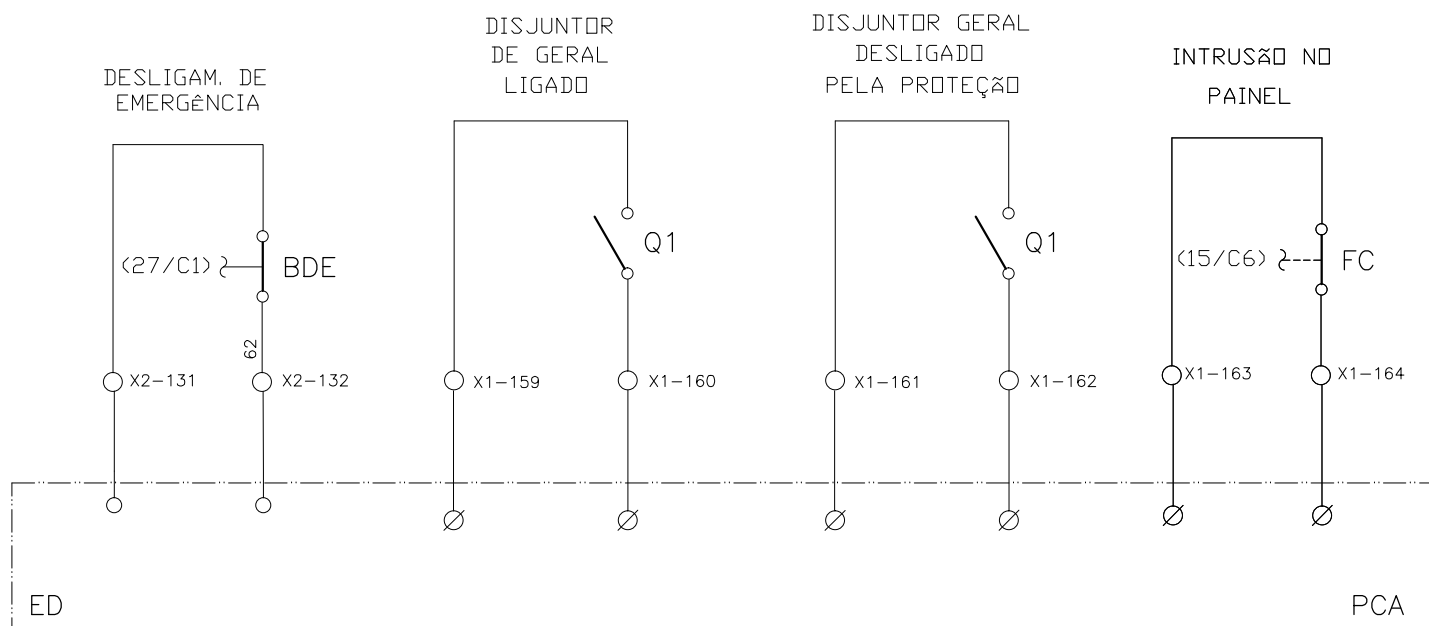 DESLIGAM. DE
EMERGÊNCIA
DISJUNTOR
DE GERAL
LIGADO
DISJUNTOR GERAL
DESLIGADO
PELA PROTEÇÃO
INTRUSÃO NO
PAINEL
(27/C1)
BDE
62
X2-131
X2-132
Q1
X1-159
X1-160
Q1
X1-161
X1-162
(15/C6)
FC
X1-163
X1-164
ED
PCA